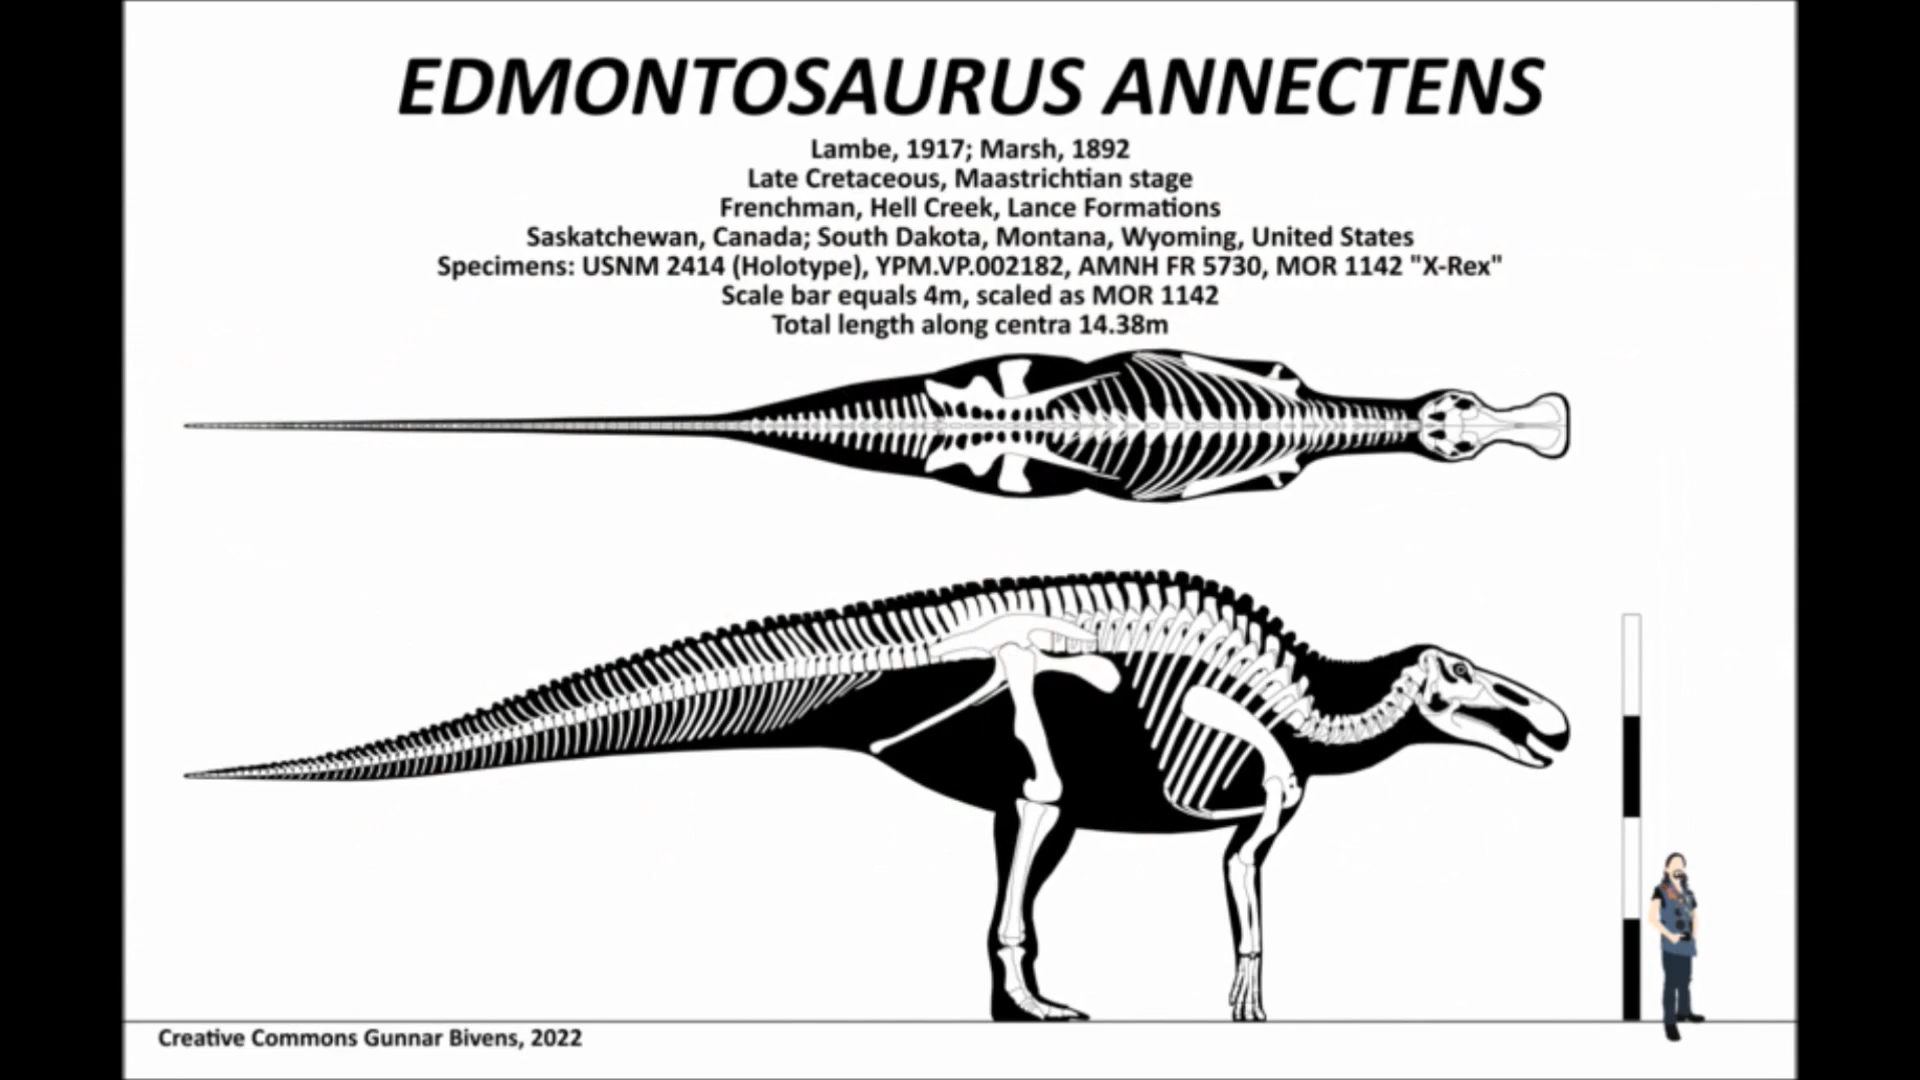 EDMONTOSAURUS ANNECTENS
Lambe, 1917; Marsh, 1892
Late Cretaceous, Maastrichtian stage
Frenchman, Hell Creek, Lance Formations
Saskatchewan, Canada; South Dakota, Montana, Wyoming, United States
Specimens: USNM 2414 (Holotype), YPM.VP.002182, AMNH FR 5730, MOR 1142 "X-Rex"
Scale bar equals 4m, scaled as MOR 1142
Total length along centra 14.38m
Creative Commons Gunnar Bivens, 2022